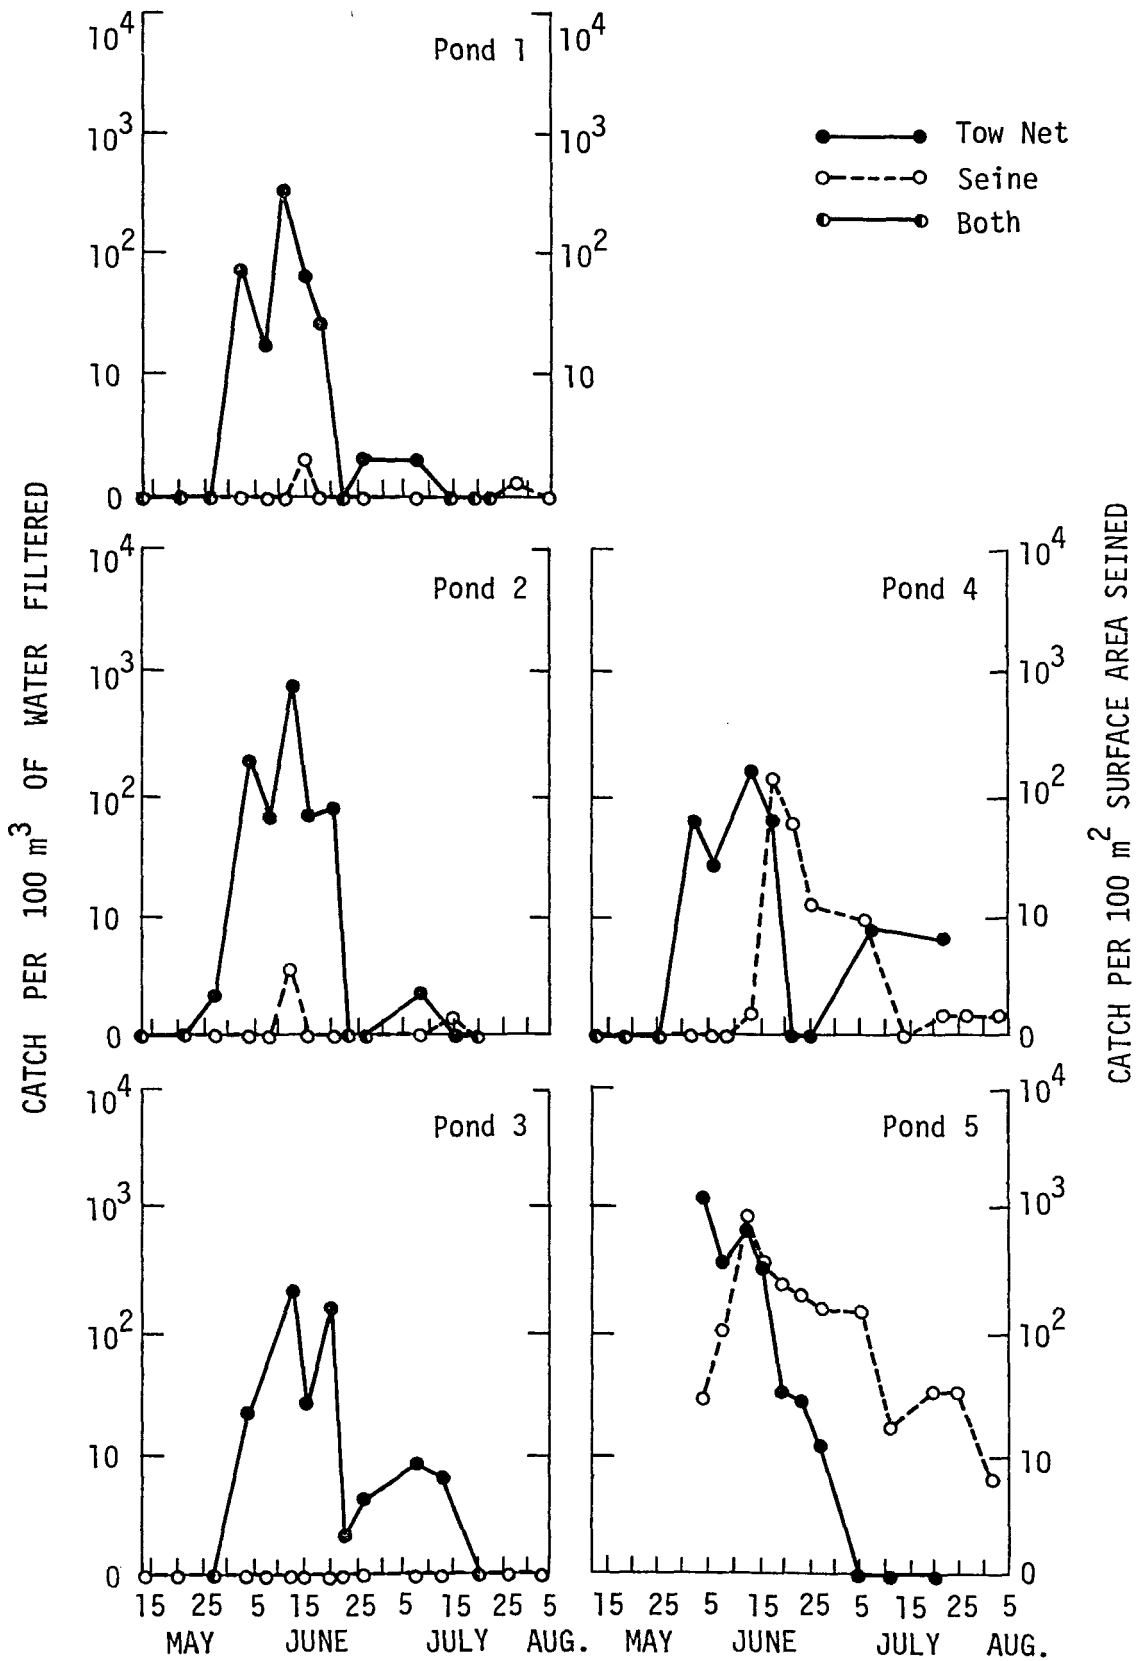 10⁴
10³
10²
10
0
Pond 1
10⁴
10³
10²
10
Tow Net
Seine
Both
CATCH PER 100 m³ OF WATER FILTERED
10⁴
10³
10²
10
0
Pond 2
Pond 4
10⁴
10³
10²
10
0
CATCH PER 100 m² SURFACE AREA SEINED
10⁴
10³
10²
10
0
Pond 3
Pond 5
10⁴
10³
10²
10
0
15 25 5 15 25 5 15 25 5
MAY JUNE JULY AUG.
15 25 5 15 25 5 15 25 5
MAY JUNE JULY AUG.